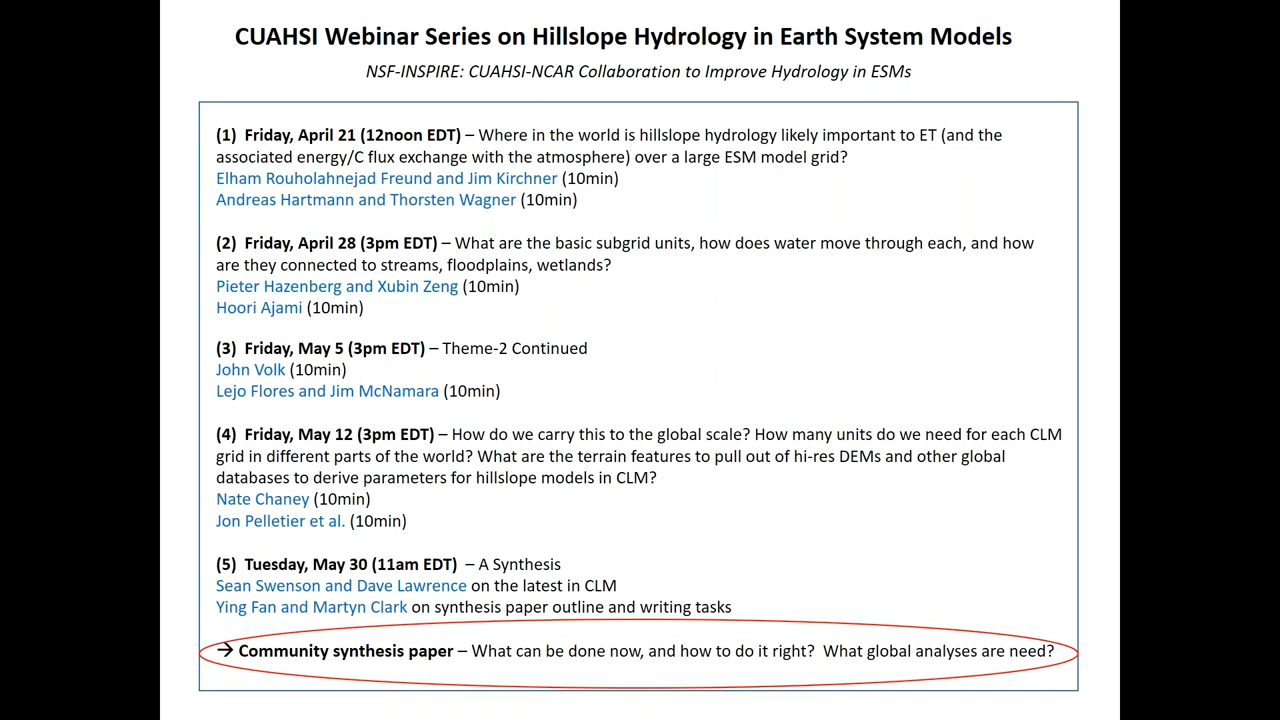 CUAHSI Webinar Series on Hillslope Hydrology in Earth System Models
NSF-INSPIRE: CUAHSI-NCAR Collaboration to Improve Hydrology in ESMs
(1) Friday, April 21 (12noon EDT) – Where in the world is hillslope hydrology likely important to ET (and the
associated energy/C flux exchange with the atmosphere) over a large ESM model grid?
Elham Rouholahnejad Freund and Jim Kirchner (10min)
Andreas Hartmann and Thorsten Wagner (10min)
(2) Friday, April 28 (3pm EDT) – What are the basic subgrid units, how does water move through each, and how
are they connected to streams, floodplains, wetlands?
Pieter Hazenberg and Xubin Zeng (10min)
Hoori Ajami (10min)
(3) Friday, May 5 (3pm EDT) – Theme-2 Continued
John Volk (10min)
Lejo Flores and Jim McNamara (10min)
(4) Friday, May 12 (3pm EDT) – How do we carry this to the global scale? How many units do we need for each CLM
grid in different parts of the world? What are the terrain features to pull out of hi-res DEMs and other global
databases to derive parameters for hillslope models in CLM?
Nate Chaney (10min)
Jon Pelletier et al. (10min)
(5) Tuesday, May 30 (11am EDT) – A Synthesis
Sean Swenson and Dave Lawrence on the latest in CLM
Ying Fan and Martyn Clark on synthesis paper outline and writing tasks
→ Community synthesis paper – What can be done now, and how to do it right? What global analyses are need?